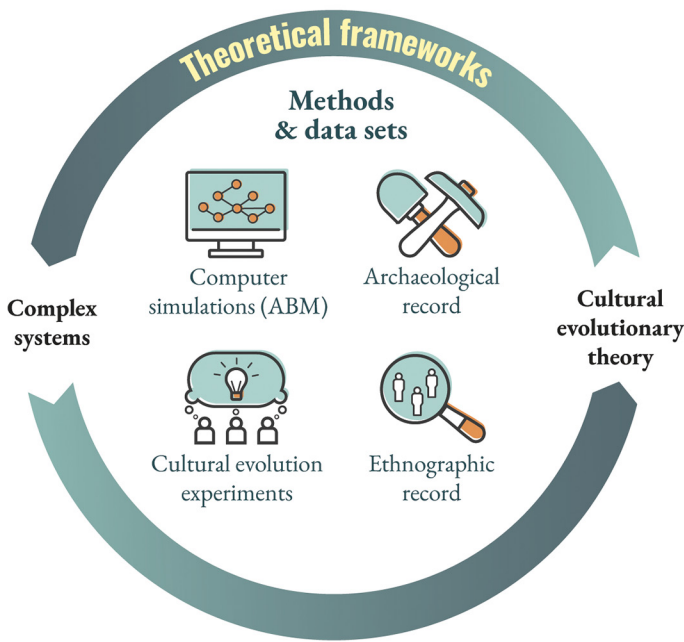 Theoretical frameworks
Methods
& data sets
Computer
simulations (ABM)
Archaeological
record
Complex
systems
Cultural
evolutionary
theory
Cultural evolution
experiments
Ethnographic
record